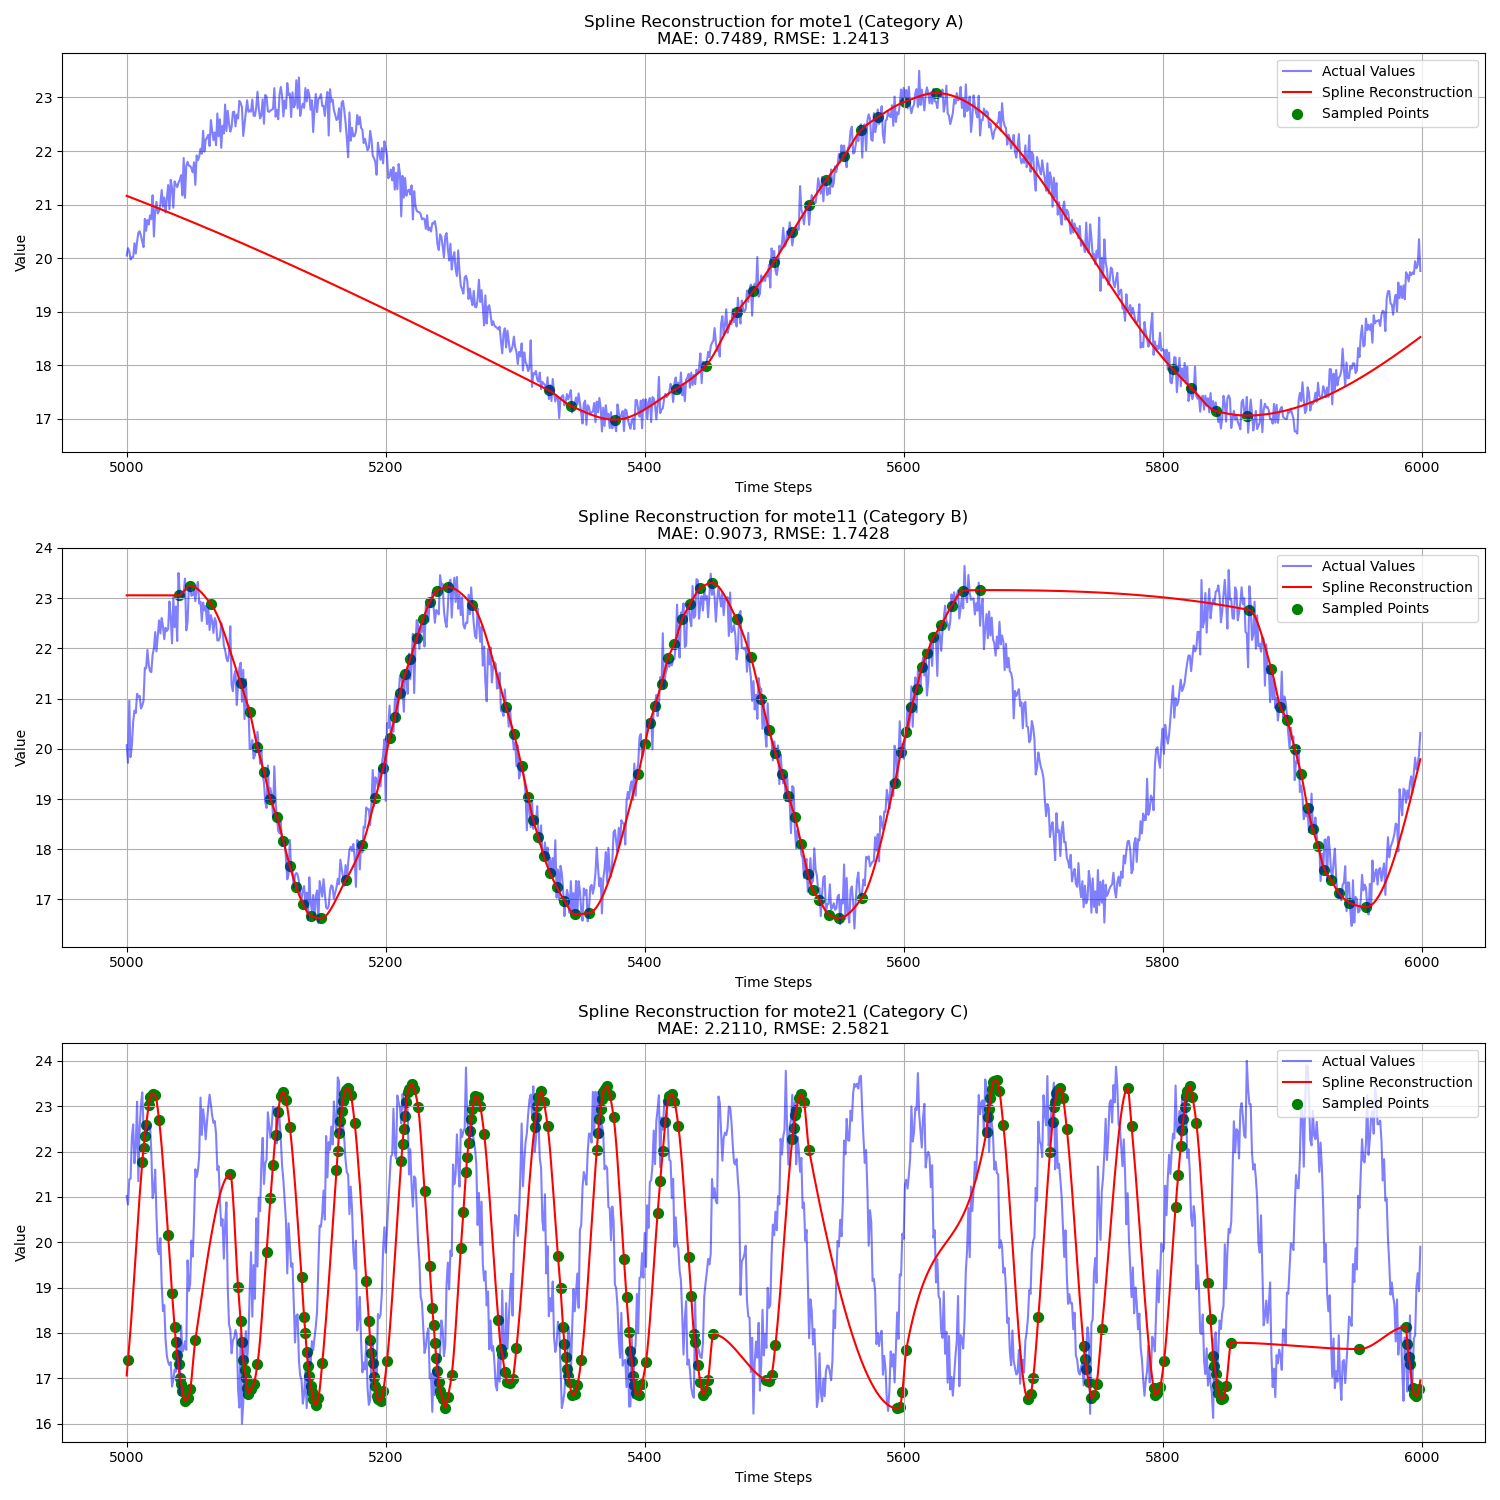 Spline Reconstruction for mote1 (Category A)
MAE: 0.7489, RMSE: 1.2413
Actual Values
Spline Reconstruction
Sampled Points
23
22
21
20
19
18
17
Value
5000 5200 5400 5600 5800 6000
Time Steps
Spline Reconstruction for mote11 (Category B)
MAE: 0.9073, RMSE: 1.7428
Actual Values
Spline Reconstruction
Sampled Points
24
23
22
21
20
19
18
17
Value
5000 5200 5400 5600 5800 6000
Time Steps
Spline Reconstruction for mote21 (Category C)
MAE: 2.2110, RMSE: 2.5821
Actual Values
Spline Reconstruction
Sampled Points
24
23
22
21
20
19
18
17
16
Value
5000 5200 5400 5600 5800 6000
Time Steps